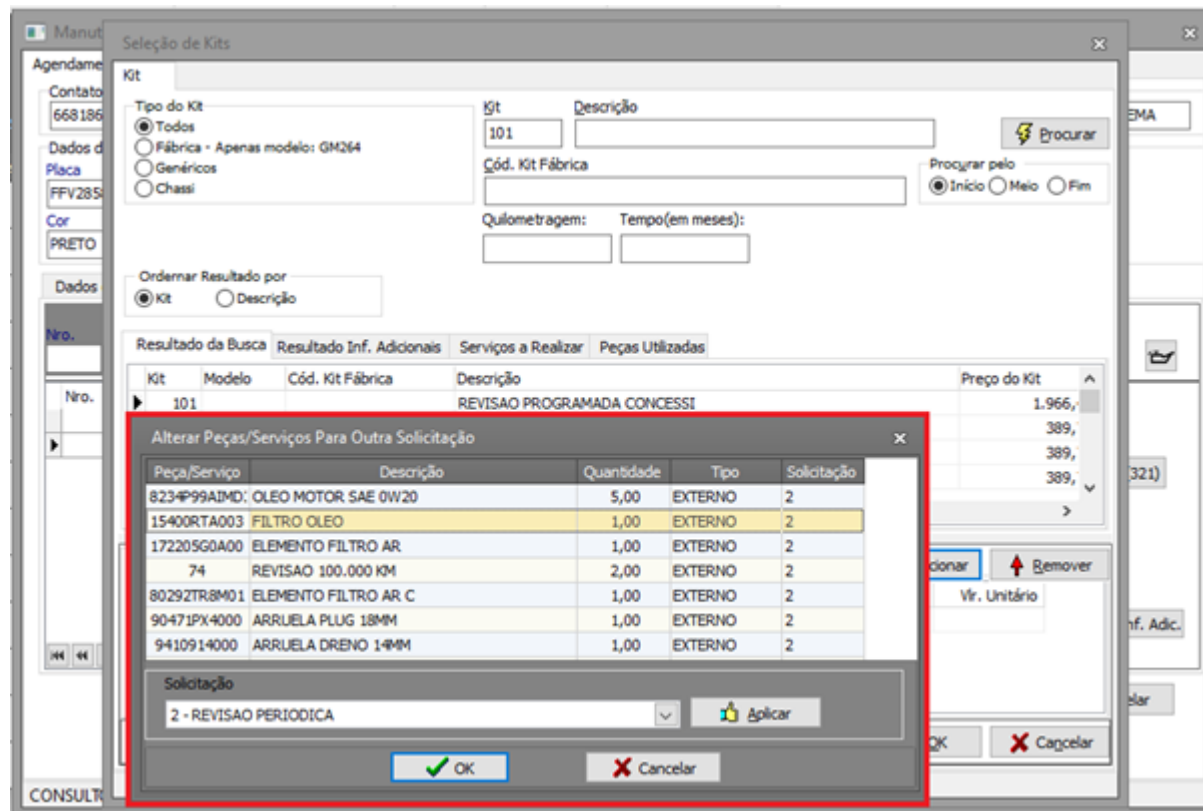 Manut
Seleção de Kits
Agendame
Kit
Contato
668186
EMA
Tipo do Kit
Todos
Fábrica - Apenas modelo: GM264
Genéricos
Chassi
Kit
Descrição
101
Procurar
Cód. Kit Fábrica
Procurar pelo
Início
Meio
Fim
Quilometragem:
Tempo(em meses):
Dados d
Placa
FFV285
Cor
PRETO
Ordernar Resultado por
Kit
Descrição
Dados
Nro.
Nro.
Resultado da Busca
Resultado Inf. Adicionais
Serviços a Realizar
Peças Utilizadas
Kit Modelo Cód. Kit Fábrica Descrição Preço do Kit
101 REVISAO PROGRAMADA CONCESSI 1.966,
389,
389,
389,
321)
Alterar Peças/Serviços Para Outra Solicitação
Peça/Serviço Descrição Quantidade Tipo Solicitação
8234P99AIMD: OLEO MOTOR SAE 0W20 5,00 EXTERNO 2
15400RTA003 FILTRO OLEO 1,00 EXTERNO 2
172205G0A00 ELEMENTO FILTRO AR 1,00 EXTERNO 2
74 REVISAO 100.000 KM 2,00 EXTERNO 2
80292TR8M01 ELEMENTO FILTRO AR C 1,00 EXTERNO 2
90471PX4000 ARRUELA PLUG 18MM 1,00 EXTERNO 2
9410914000 ARRUELA DRENO 14MM 1,00 EXTERNO 2
Solicitação
2 - REVISAO PERIODICA
Aplicar
OK
Cancelar
cionar
Remover
Vlr. Unitário
nf. Adic.
elar
OK
Cancelar
CONSULTO